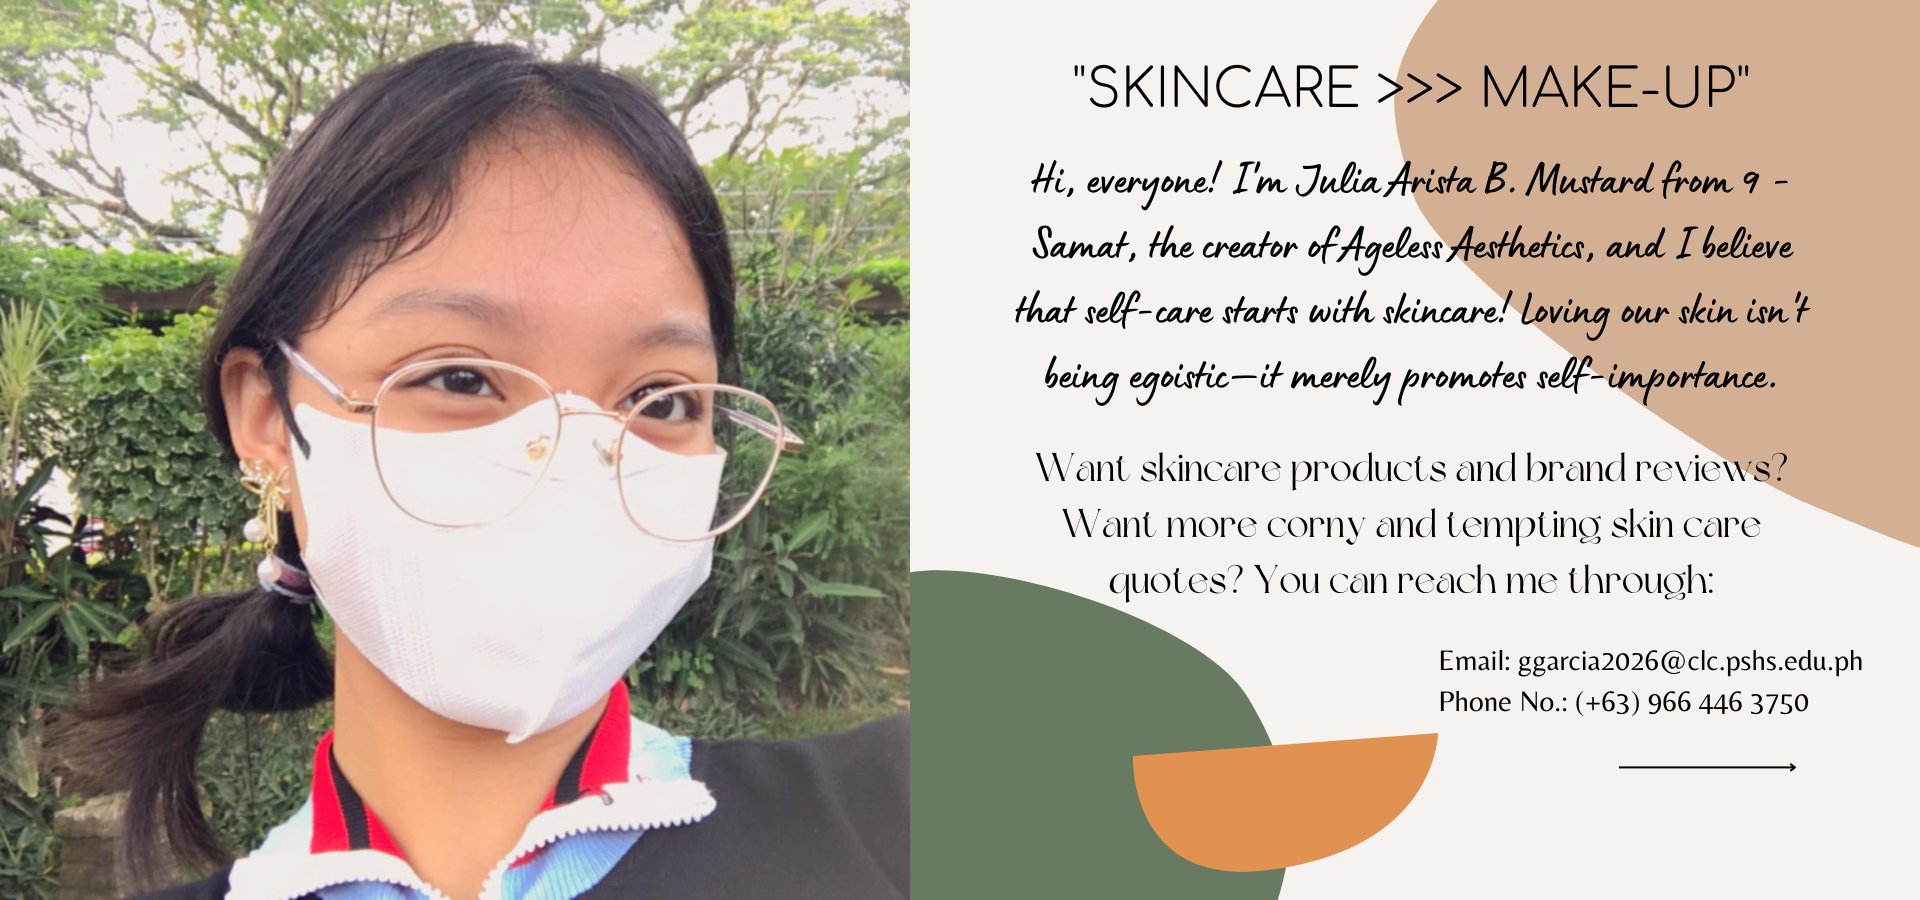 "SKINCARE >>> MAKE-UP"
Hi, everyone! I'm Julia Arista B. Mustard from 9 -
Samat, the creator of Ageless Aesthetics, and I believe
that self-care starts with skincare! Loving our skin isn't
being egoistic—it merely promotes self-importance.
Want skincare products and brand reviews?
Want more corny and tempting skin care
quotes? You can reach me through:
Email: ggarcia2026@clc.pshs.edu.ph
Phone No.: (+63) 966 446 3750